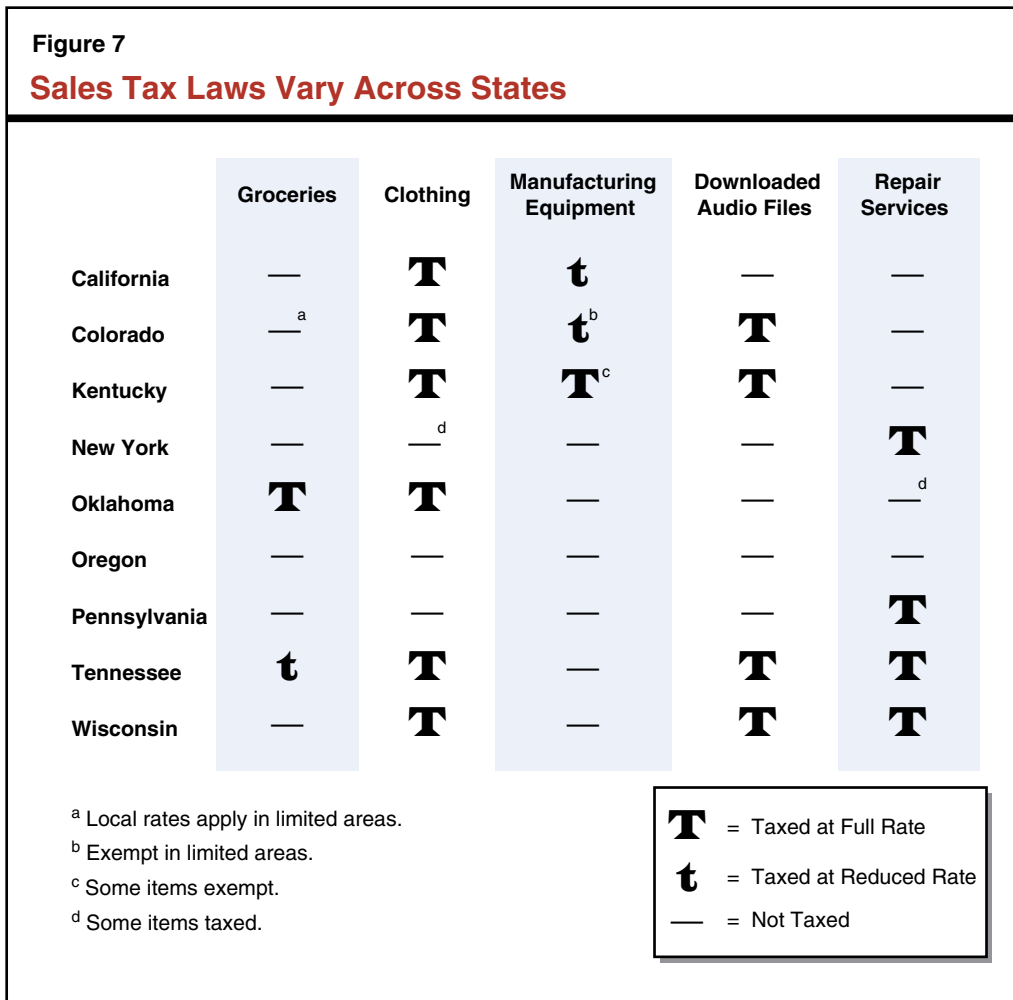 Figure 7
Sales Tax Laws Vary Across States
Groceries Clothing Manufacturing Equipment Downloaded Audio Files Repair Services
California — T t — —
Colorado —a T tb T —
Kentucky — T Tc T —
New York — —d — — T
Oklahoma T T — — —d
Oregon — — — — —
Pennsylvania — — — — T
Tennessee t T — T T
Wisconsin — T — T T
a Local rates apply in limited areas.
b Exempt in limited areas.
c Some items exempt.
d Some items taxed.
T = Taxed at Full Rate
t = Taxed at Reduced Rate
— = Not Taxed